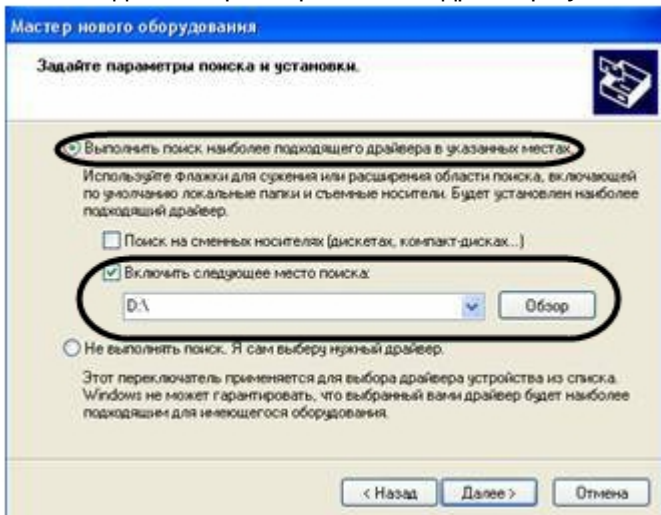 Мастер нового оборудования
Задайте параметры поиска и установки.
Выполнить поиск наиболее подходящего драйвера в указанных местах.
Используйте флажки для сужения или расширения области поиска, включающей
по умолчанию локальные папки и съемные носители. Будет установлен наиболее
подходящий драйвер.
Поиск на сменных носителях (дискетах, компакт-дисках...)
Включить следующее место поиска:
D:\
Обзор
Не выполнять поиск. Я сам выберу нужный драйвер.
Этот переключатель применяется для выбора драйвера устройства из списка.
Windows не может гарантировать, что выбранный вами драйвер будет наиболее
подходящим для имеющегося оборудования.
< Назад
Далее >
Отмена